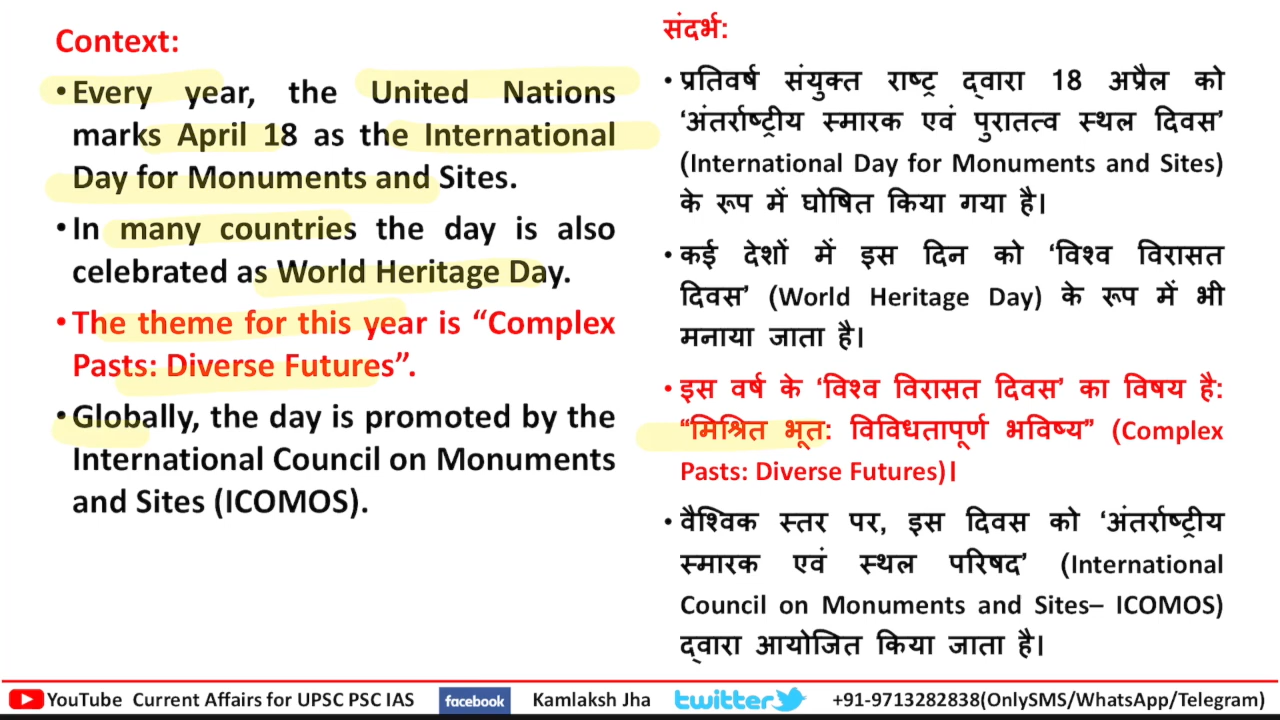 Context:
•Every year, the United Nations
marks April 18 as the International
Day for Monuments and Sites.
•In many countries the day is also
celebrated as World Heritage Day.
•The theme for this year is “Complex
Pasts: Diverse Futures”.
•Globally, the day is promoted by the
International Council on Monuments
and Sites (ICOMOS).
संदर्भ:
•प्रतिवर्ष संयुक्त राष्ट्र द्वारा 18 अप्रैल को
‘अंतर्राष्ट्रीय स्मारक एवं पुरातत्व स्थल दिवस’
(International Day for Monuments and Sites)
के रूप में घोषित किया गया है।
•कई देशों में इस दिन को ‘विश्व विरासत
दिवस’ (World Heritage Day) के रूप में भी
मनाया जाता है।
•इस वर्ष के ‘विश्व विरासत दिवस’ का विषय है:
“मिश्रित भूत: विविधतापूर्ण भविष्य” (Complex
Pasts: Diverse Futures)।
•वैश्विक स्तर पर, इस दिवस को ‘अंतर्राष्ट्रीय
स्मारक एवं स्थल परिषद’ (International
Council on Monuments and Sites– ICOMOS)
द्वारा आयोजित किया जाता है।
YouTube Current Affairs for UPSC PSC IAS facebook Kamlaksh Jha twitter +91-9713282838(OnlySMS/WhatsApp/Telegram)